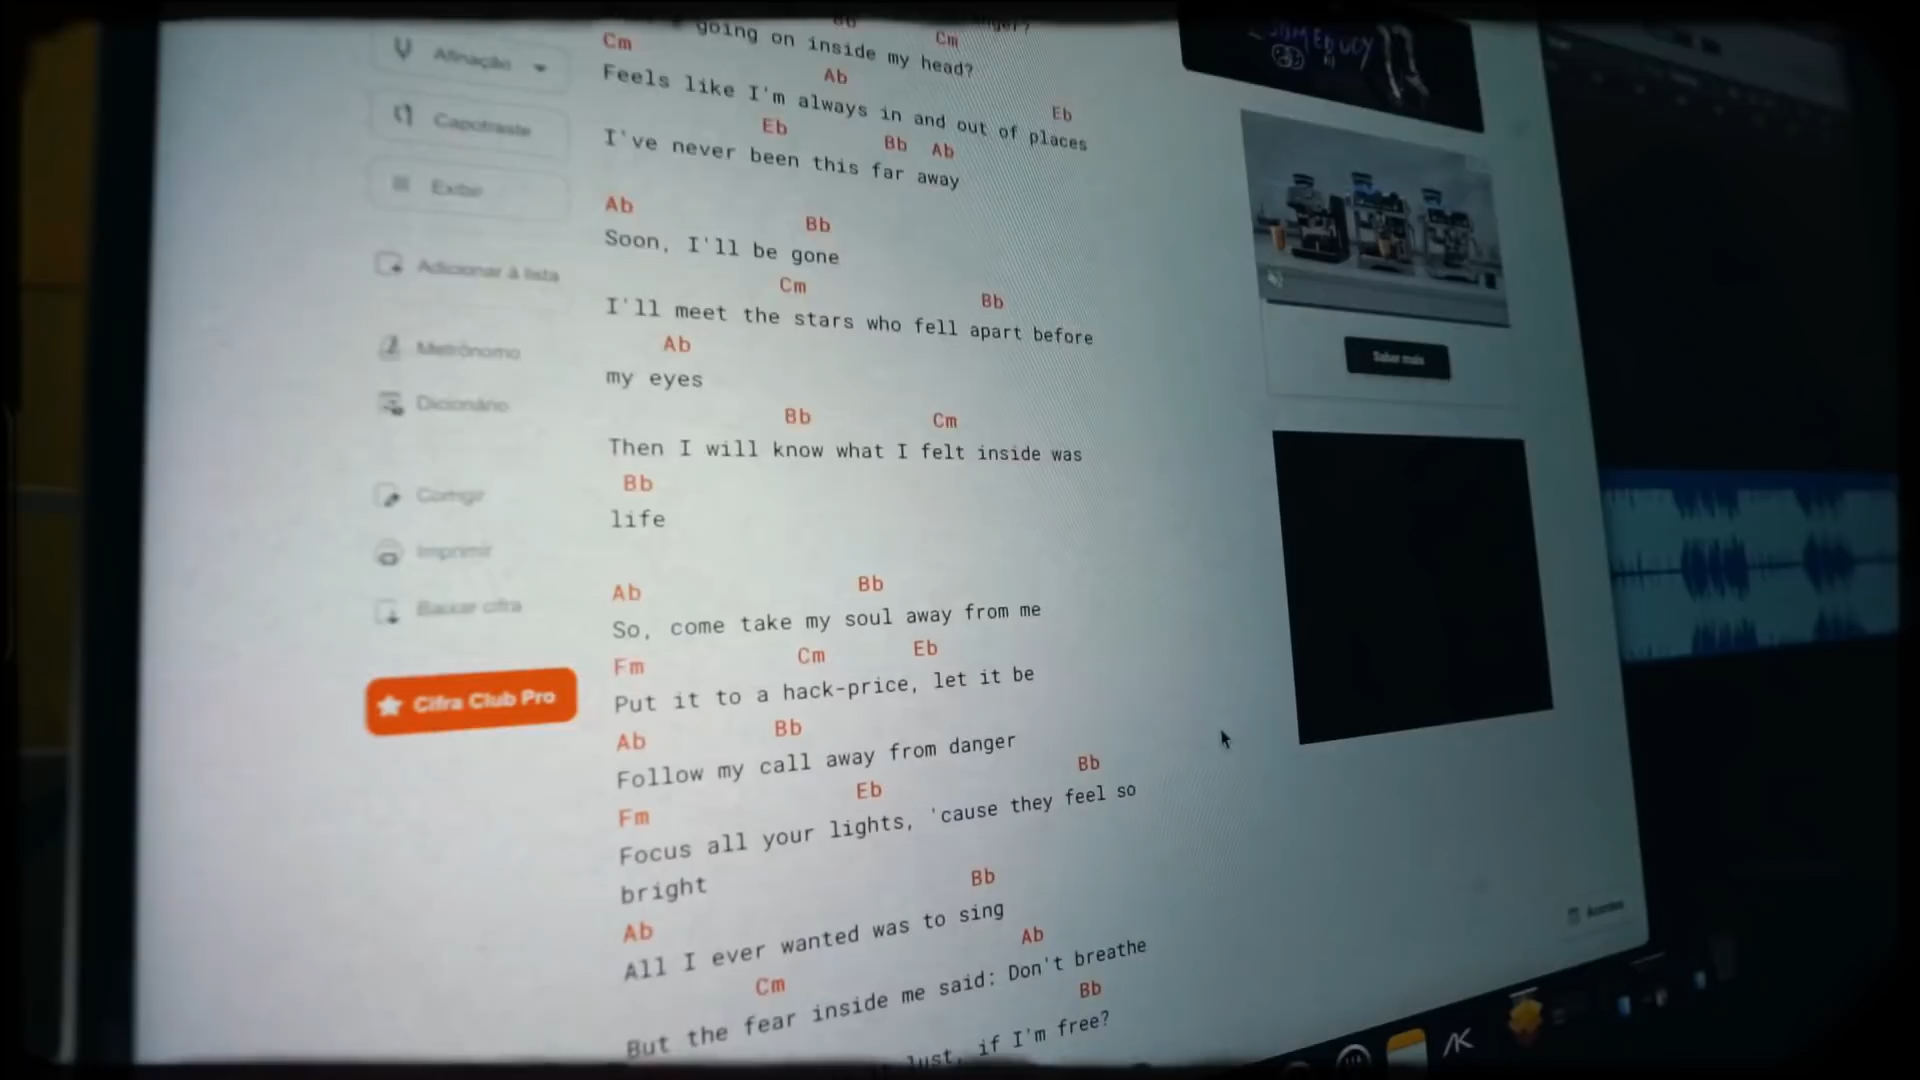 Bb Cm
going on inside my head?
Cm Ab Eb
Feels like I'm always in and out of places
Eb Bb Ab
I've never been this far away
Ab Bb
Soon, I'll be gone
Cm Bb
I'll meet the stars who fell apart before
Ab
my eyes
Bb Cm
Then I will know what I felt inside was
Bb
life
Ab Bb
So, come take my soul away from me
Fm Cm Eb
Put it to a hack-price, let it be
Ab Bb
Follow my call away from danger
Fm Eb Bb
Focus all your lights, 'cause they feel so
bright
Ab Bb
All I ever wanted was to sing
Cm Ab
But the fear inside me said: Don't breathe
Bb
lust, if I'm free?
Afinação
Capotraste
Exibir
Adicionar à lista
Metrônomo
Dicionário
Corrigir
Imprimir
Baixar cifra
Cifra Club Pro
Saber mais
Acordes